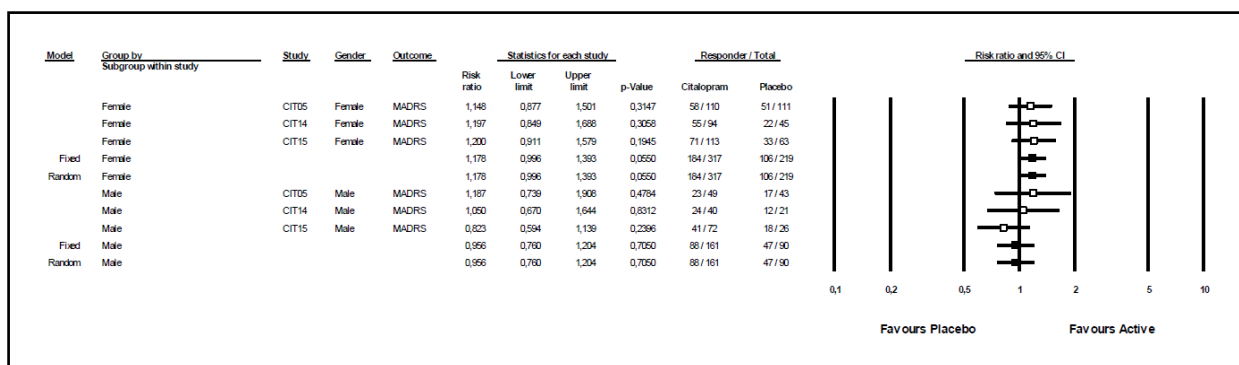 Model Group by Study Gender Outcome Statistics for each study Responder / Total Risk ratio and 95% CI
Subgroup within study
Risk ratio Lower limit Upper limit p-Value Citalopram Placebo
Female CIT05 Female MADRS 1,148 0,877 1,501 0,3147 58 / 110 51 / 111
Female CIT14 Female MADRS 1,197 0,849 1,688 0,3058 55 / 94 22 / 45
Female CIT15 Female MADRS 1,200 0,911 1,579 0,1945 71 / 113 33 / 63
Fixed Female 1,178 0,996 1,393 0,0550 184 / 317 106 / 219
Random Female 1,178 0,996 1,393 0,0550 184 / 317 106 / 219
Male CIT05 Male MADRS 1,187 0,739 1,908 0,4784 23 / 49 17 / 43
Male CIT14 Male MADRS 1,050 0,670 1,644 0,8312 24 / 40 12 / 21
Male CIT15 Male MADRS 0,823 0,594 1,139 0,2396 41 / 72 18 / 26
Fixed Male 0,956 0,760 1,204 0,7050 88 / 161 47 / 90
Random Male 0,956 0,760 1,204 0,7050 88 / 161 47 / 90
0,1 0,2 0,5 1 2 5 10
Favours Placebo Favours Active